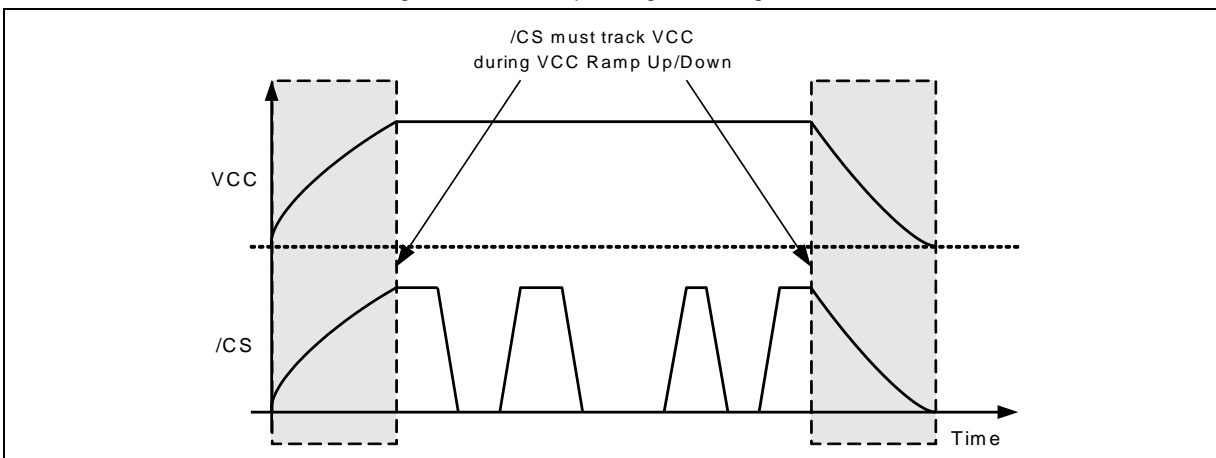 /CS must track VCC
during VCC Ramp Up/Down
VCC
/CS
Time